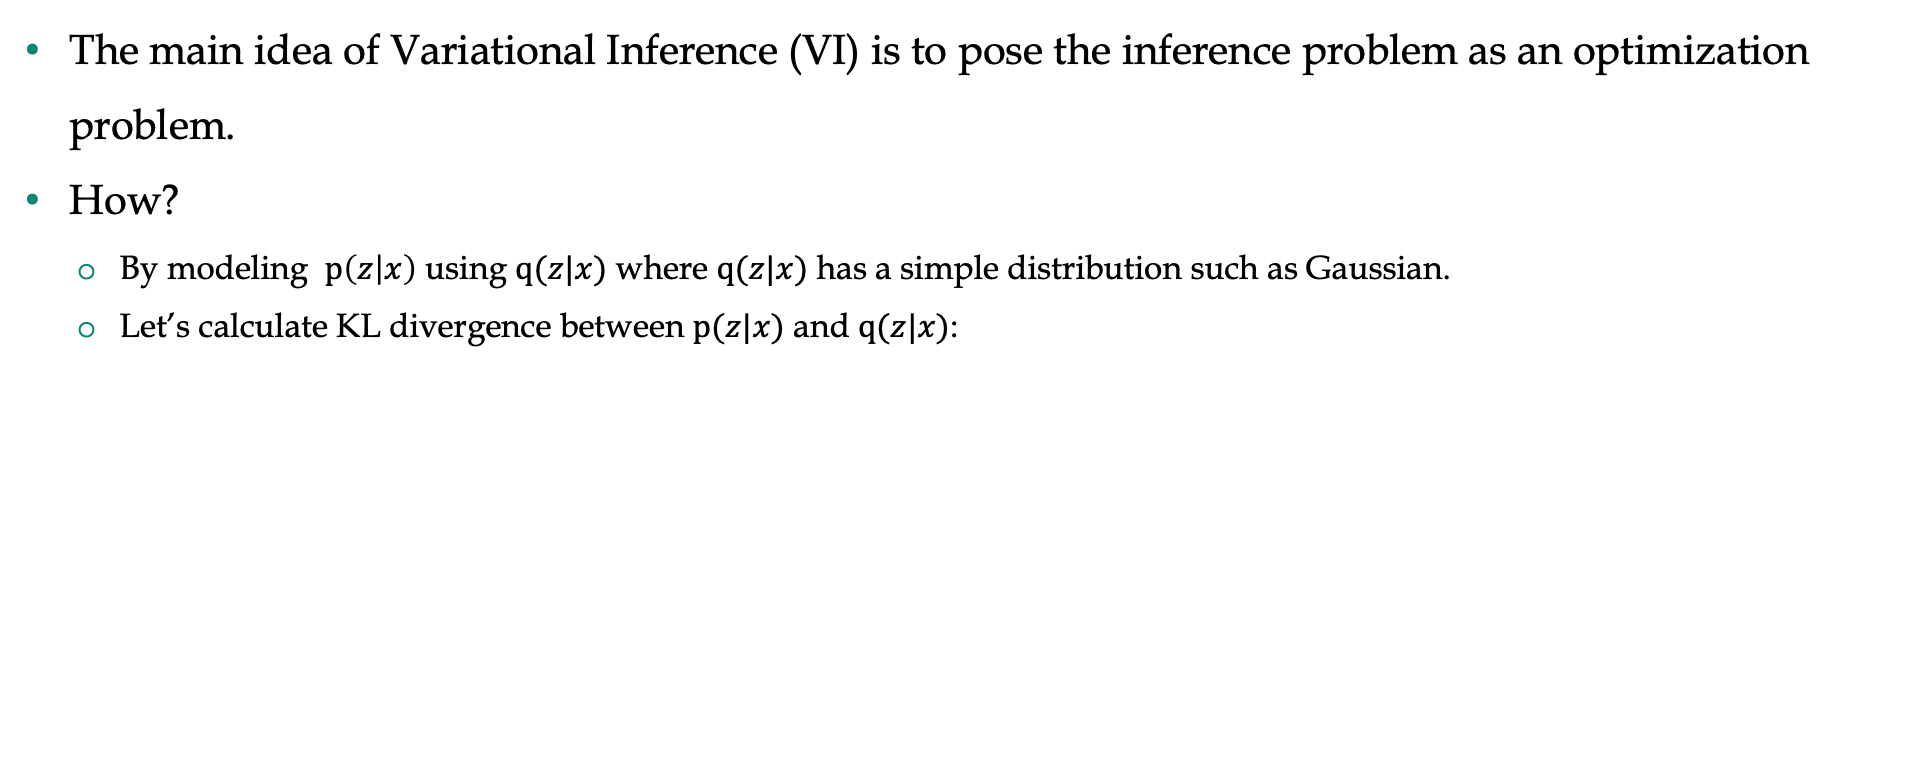 • The main idea of Variational Inference (VI) is to pose the inference problem as an optimization
problem.
• How?
o By modeling p(z|x) using q(z|x) where q(z|x) has a simple distribution such as Gaussian.
o Let’s calculate KL divergence between p(z|x) and q(z|x):